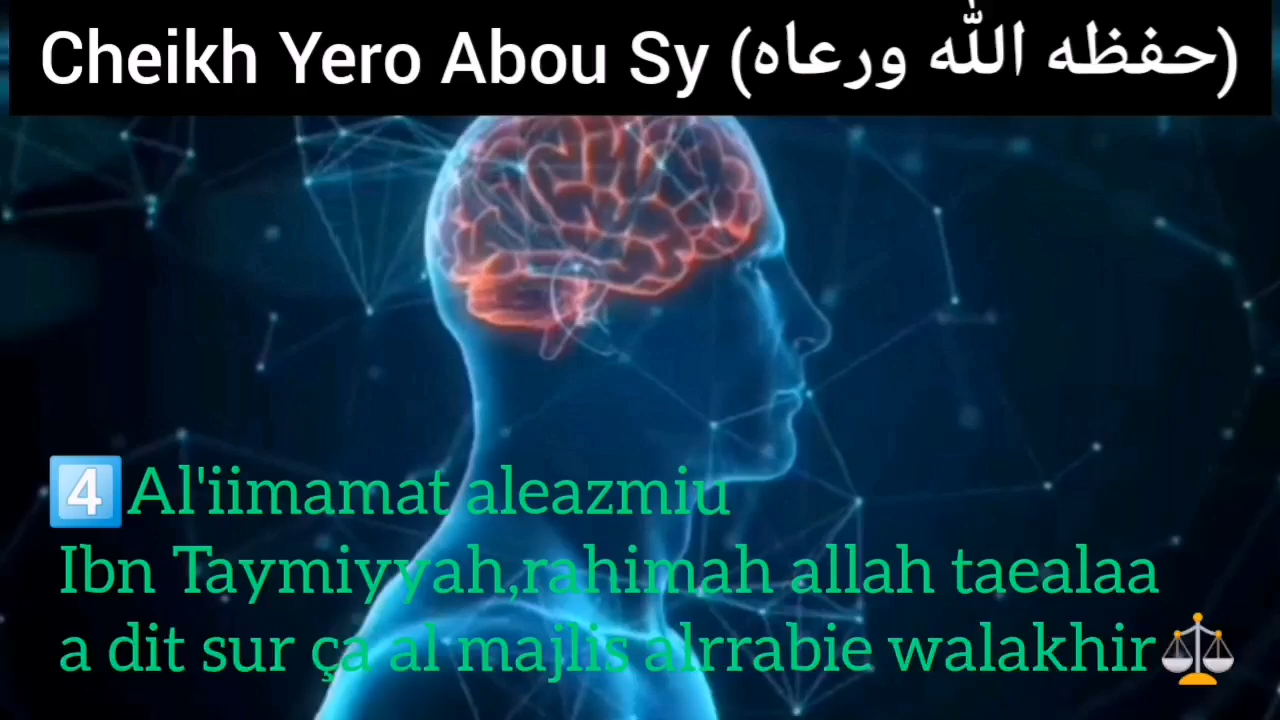 Cheikh Yero Abou Sy (حفظه الله ورعاه)
4️⃣Al'iimamat aleazmiu
Ibn Taymiyyah,rahimah allah taealaa
a dit sur ça al majlis alrrabie walakhir⚖️